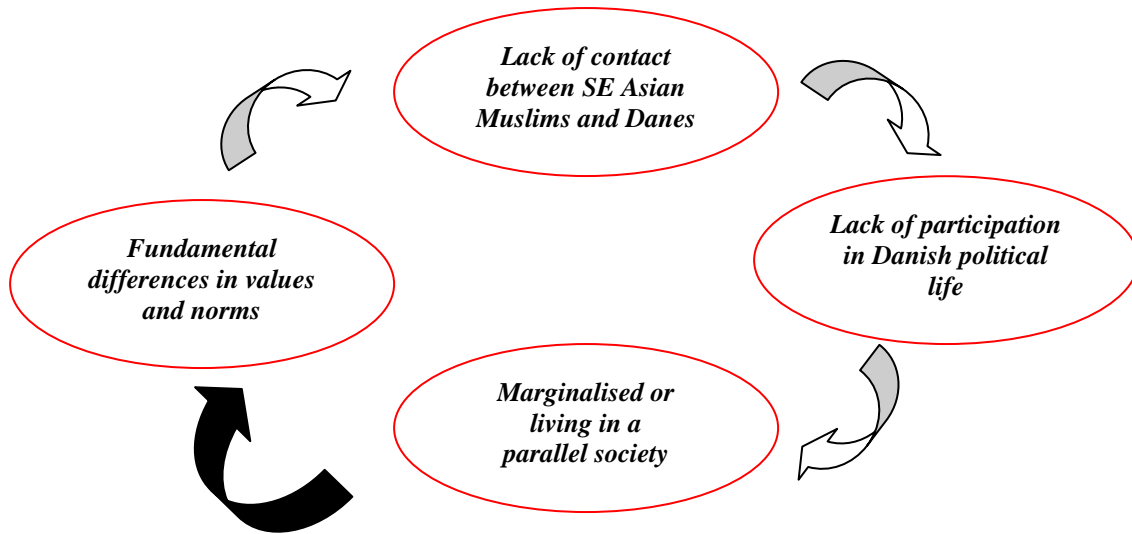 Lack of contact
between SE Asian
Muslims and Danes
Lack of participation
in Danish political
life
Marginalised or
living in a
parallel society
Fundamental
differences in values
and norms